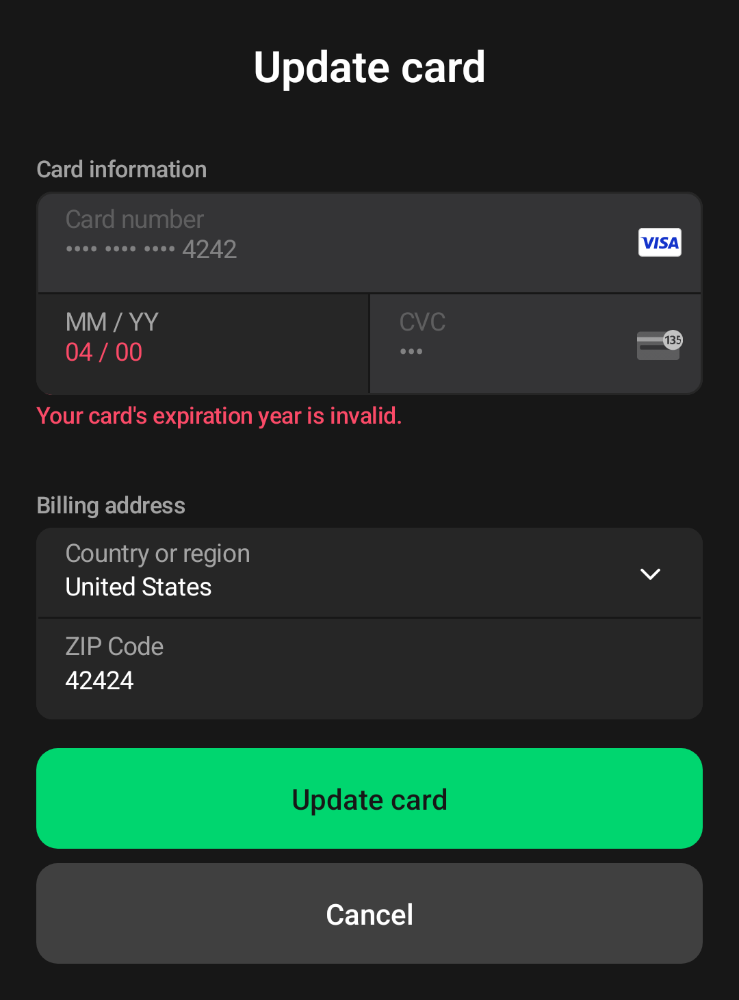 Update card
Card information
Card number
•••• •••• •••• 4242
VISA
MM / YY
04 / 00
CVC
•••
135
Your card's expiration year is invalid.
Billing address
Country or region
United States
ZIP Code
42424
Update card
Cancel